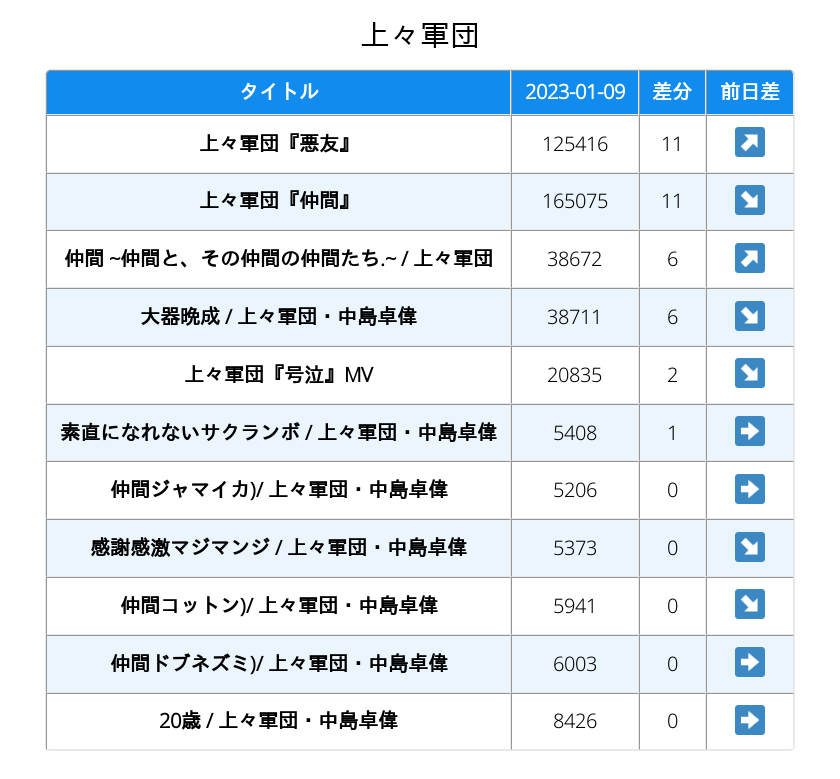 上々軍団
タイトル 2023-01-09 差分 前日差
上々軍団『悪友』 125416 11 ↗
上々軍団『仲間』 165075 11 ↘
仲間 ~仲間と、その仲間の仲間たち.~ / 上々軍団 38672 6 ↗
大器晩成 / 上々軍団・中島卓偉 38711 6 ↘
上々軍団『号泣』MV 20835 2 ↘
素直になれないサクランボ / 上々軍団・中島卓偉 5408 1 ➡
仲間ジャマイカ)/ 上々軍団・中島卓偉 5206 0 ➡
感謝感激マジマンジ / 上々軍団・中島卓偉 5373 0 ↘
仲間コットン)/ 上々軍団・中島卓偉 5941 0 ↘
仲間ドブネズミ)/ 上々軍団・中島卓偉 6003 0 ➡
20歳 / 上々軍団・中島卓偉 8426 0 ➡